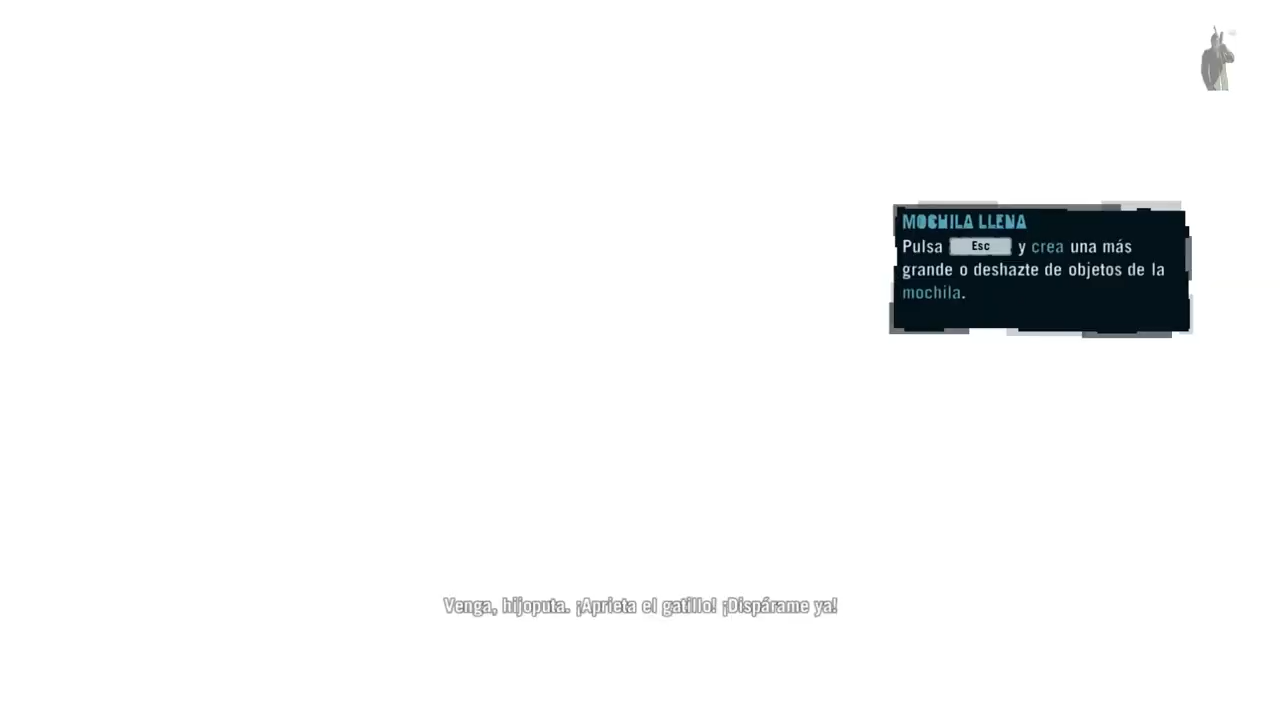 MOCHILA LLENA
Pulsa Esc y crea una más
grande o deshazte de objetos de la
mochila.
Venga, hijoputa. ¡Aprieta el gatillo! ¡Dispárame ya!